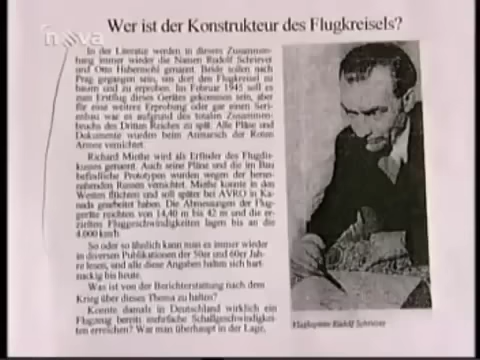 nova
Wer ist der Konstrukteur des Flugkreisels?
In der Literatur werden in diesem Zusammen-
hang immer wieder die Namen Rudolf Schriever
und Otto Habermohl genannt. Beide sollen nach
Prag gegangen sein, um dort den Flugkreisel zu
bauen und zu erproben. Im Februar 1945 soll es
zum Erstflug dieses Gerätes gekommen sein, aber
für eine weitere Erprobung oder gar einen Seri-
enbau war es aufgrund des totalen Zusammen-
bruchs des Dritten Reiches zu spät. Alle Pläne und
Dokumente wurden beim Anmarsch der Roten
Armee vernichtet.
Richard Miethe wird als Erfinder des Flugdis-
kusses genannt. Auch seine Pläne und die im Bau
befindliche Prototypen wurden wegen der heran-
nahenden Russen vernichtet. Miethe konnte in den
Westen flüchten und soll später bei AVRO in Ka-
nada gearbeitet haben. Die Abmessungen der Flug-
geräte reichten von 14,40 m bis 42 m und die er-
zielten Fluggeschwindigkeiten lagen bis an die
4.000 km/h.
So oder so ähnlich kann man es immer wieder
in diversen Publikationen der 50er und 60er Jah-
re lesen, und alle diese Angaben halten sich hart-
näckig bis heute.
Was ist von der Berichterstattung nach dem
Krieg über dieses Thema zu halten?
Konnte damals in Deutschland wirklich ein
Flugzeug bereits mehrfache Schallgeschwindigkei-
ten erreichen? War man überhaupt in der Lage,
Flugkapitän Rudolf Schriever